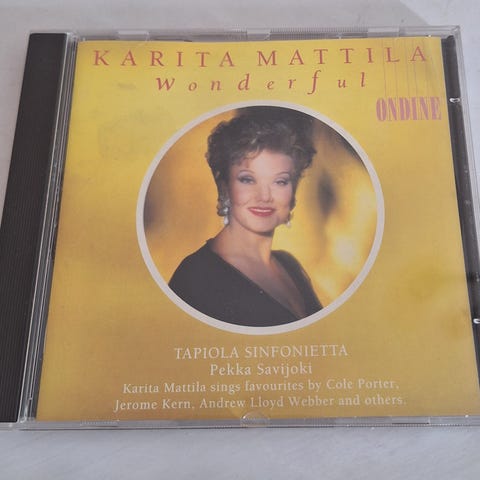 KARITA MATTILA
Wonderful
ONDINE
TAPIOLA SINFONIETTA
Pekka Savijoki
Karita Mattila sings favourites by Cole Porter,
Jerome Kern, Andrew Lloyd Webber and others.